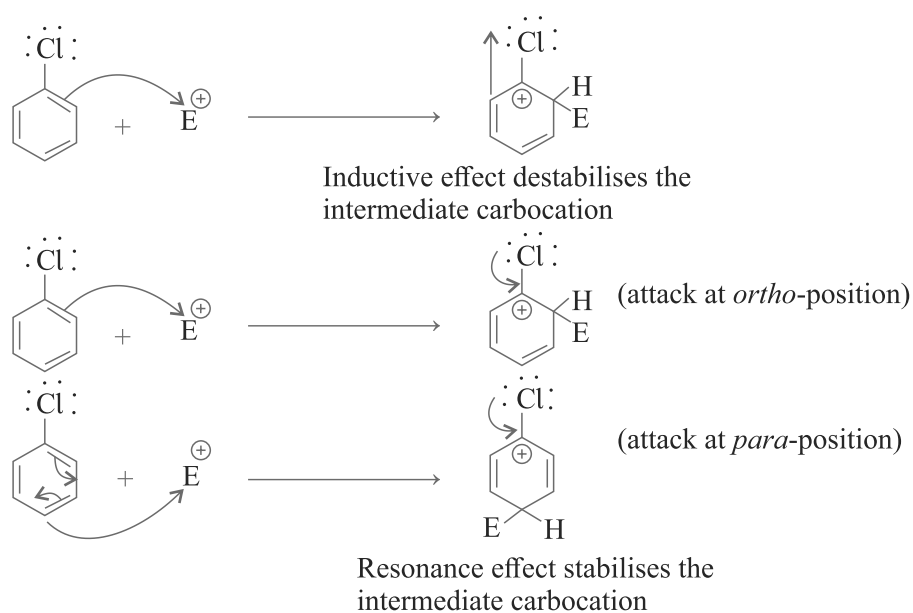 :Cl:
+ E⊕
:Cl:
⊕ H
E
Inductive effect destabilises the
intermediate carbocation
:Cl:
+ E⊕
:Cl:
⊕ H
E
(attack at ortho-position)
:Cl:
+ E⊕
:Cl:
⊕
E H
(attack at para-position)
Resonance effect stabilises the
intermediate carbocation